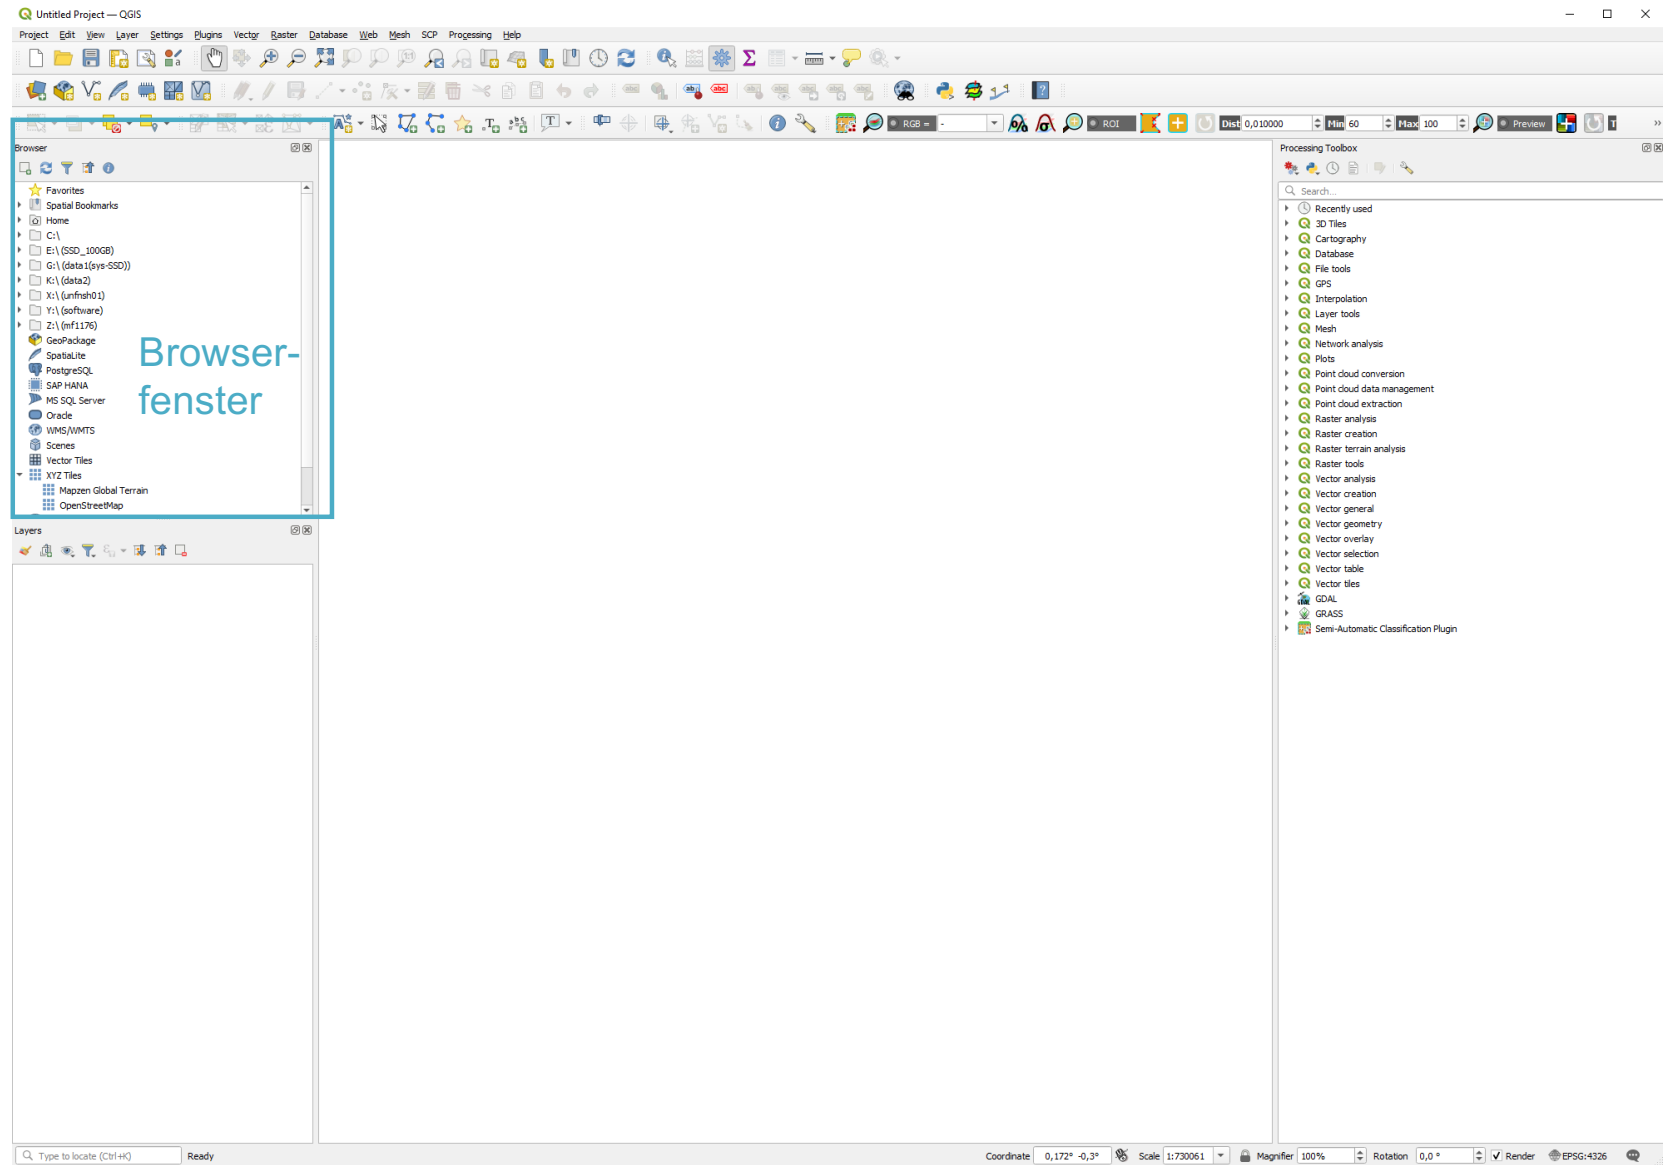 Untitled Project — QGIS
Project Edit View Layer Settings Plugins Vector Raster Database Web Mesh SCP Processing Help
RGB = - ROI Dist 0,010000 Min 60 Max 100 Preview T
Browser
Favorites
Spatial Bookmarks
Home
C:\
E:\ (SSD_100GB)
G:\ (data1(sys-SSD))
K:\ (data2)
X:\ (unfnsh01)
Y:\ (software)
Z:\ (mf1176)
GeoPackage
SpatiaLite
PostgreSQL
SAP HANA
MS SQL Server
Oracle
WMS/WMTS
Scenes
Vector Tiles
XYZ Tiles
Mapzen Global Terrain
OpenStreetMap
Browser-
fenster
Layers
Processing Toolbox
Search...
Recently used
3D Tiles
Cartography
Database
File tools
GPS
Interpolation
Layer tools
Mesh
Network analysis
Plots
Point cloud conversion
Point cloud data management
Point cloud extraction
Raster analysis
Raster creation
Raster terrain analysis
Raster tools
Vector analysis
Vector creation
Vector general
Vector geometry
Vector overlay
Vector selection
Vector table
Vector tiles
GDAL
GRASS
Semi-Automatic Classification Plugin
Type to locate (Ctrl+K) Ready Coordinate 0,172° -0,3° Scale 1:730061 Magnifier 100% Rotation 0,0 ° Render EPSG:4326